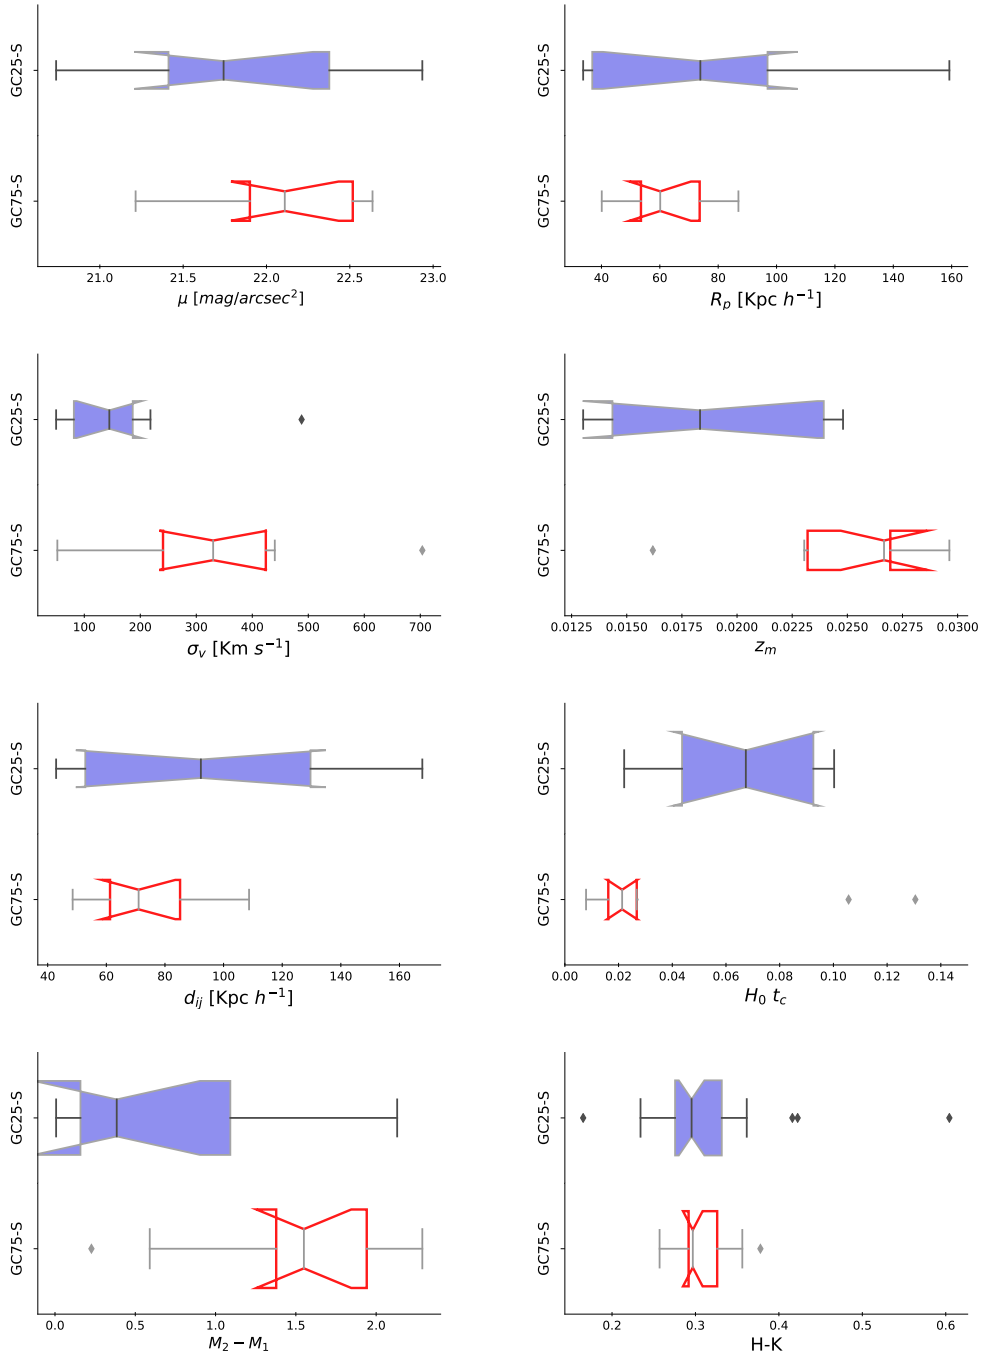 GC25-S
GC75-S
21.0 21.5 22.0 22.5 23.0
μ [mag/arcsec²]
GC25-S
GC75-S
40 60 80 100 120 140 160
R_p [Kpc h⁻¹]
GC25-S
GC75-S
100 200 300 400 500 600 700
σ_v [Km s⁻¹]
GC25-S
GC75-S
0.0125 0.0150 0.0175 0.0200 0.0225 0.0250 0.0275 0.0300
z_m
GC25-S
GC75-S
40 60 80 100 120 140 160
d_ij [Kpc h⁻¹]
GC25-S
GC75-S
0.00 0.02 0.04 0.06 0.08 0.10 0.12 0.14
H₀ t_c
GC25-S
GC75-S
0.0 0.5 1.0 1.5 2.0
M₂ − M₁
GC25-S
GC75-S
0.2 0.3 0.4 0.5 0.6
H-K